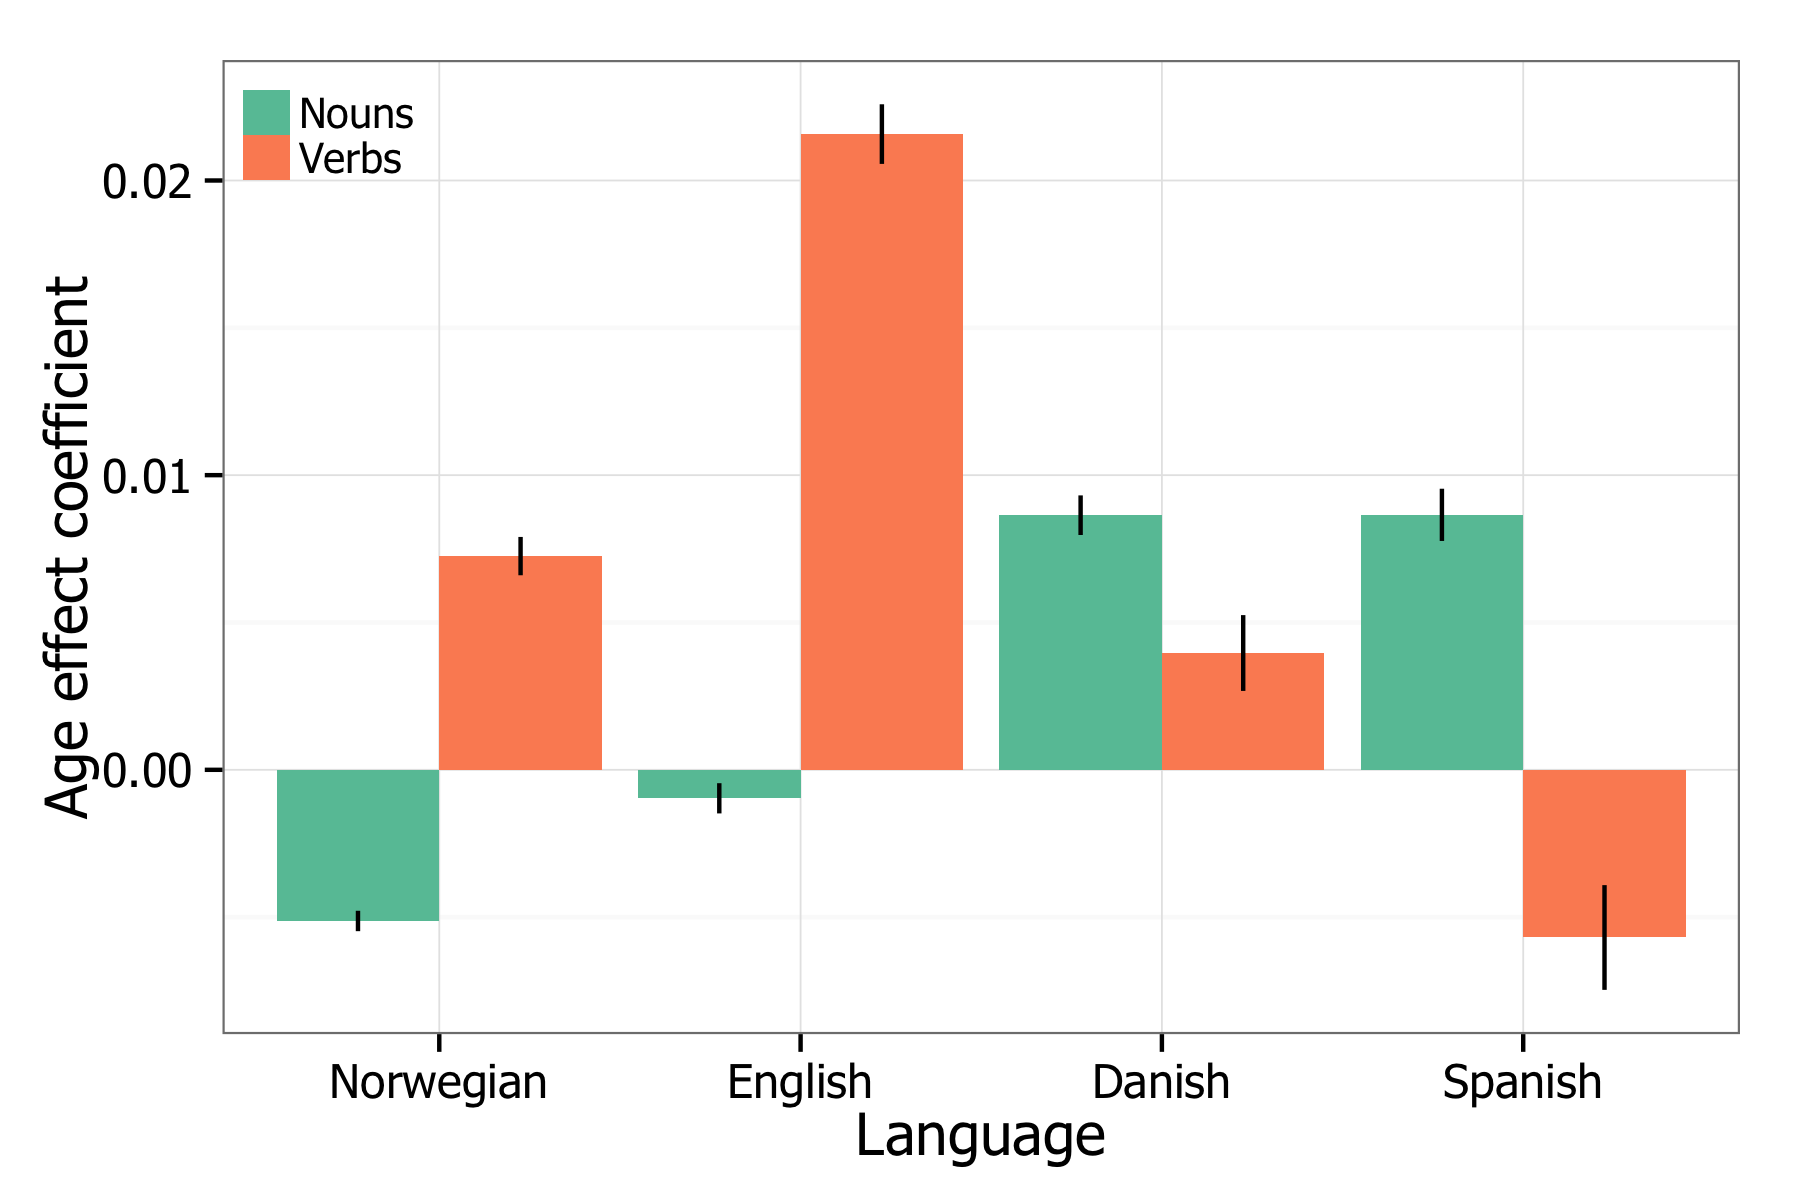 Nouns
Verbs
0.02
0.01
0.00
Age effect coefficient
Norwegian English Danish Spanish
Language